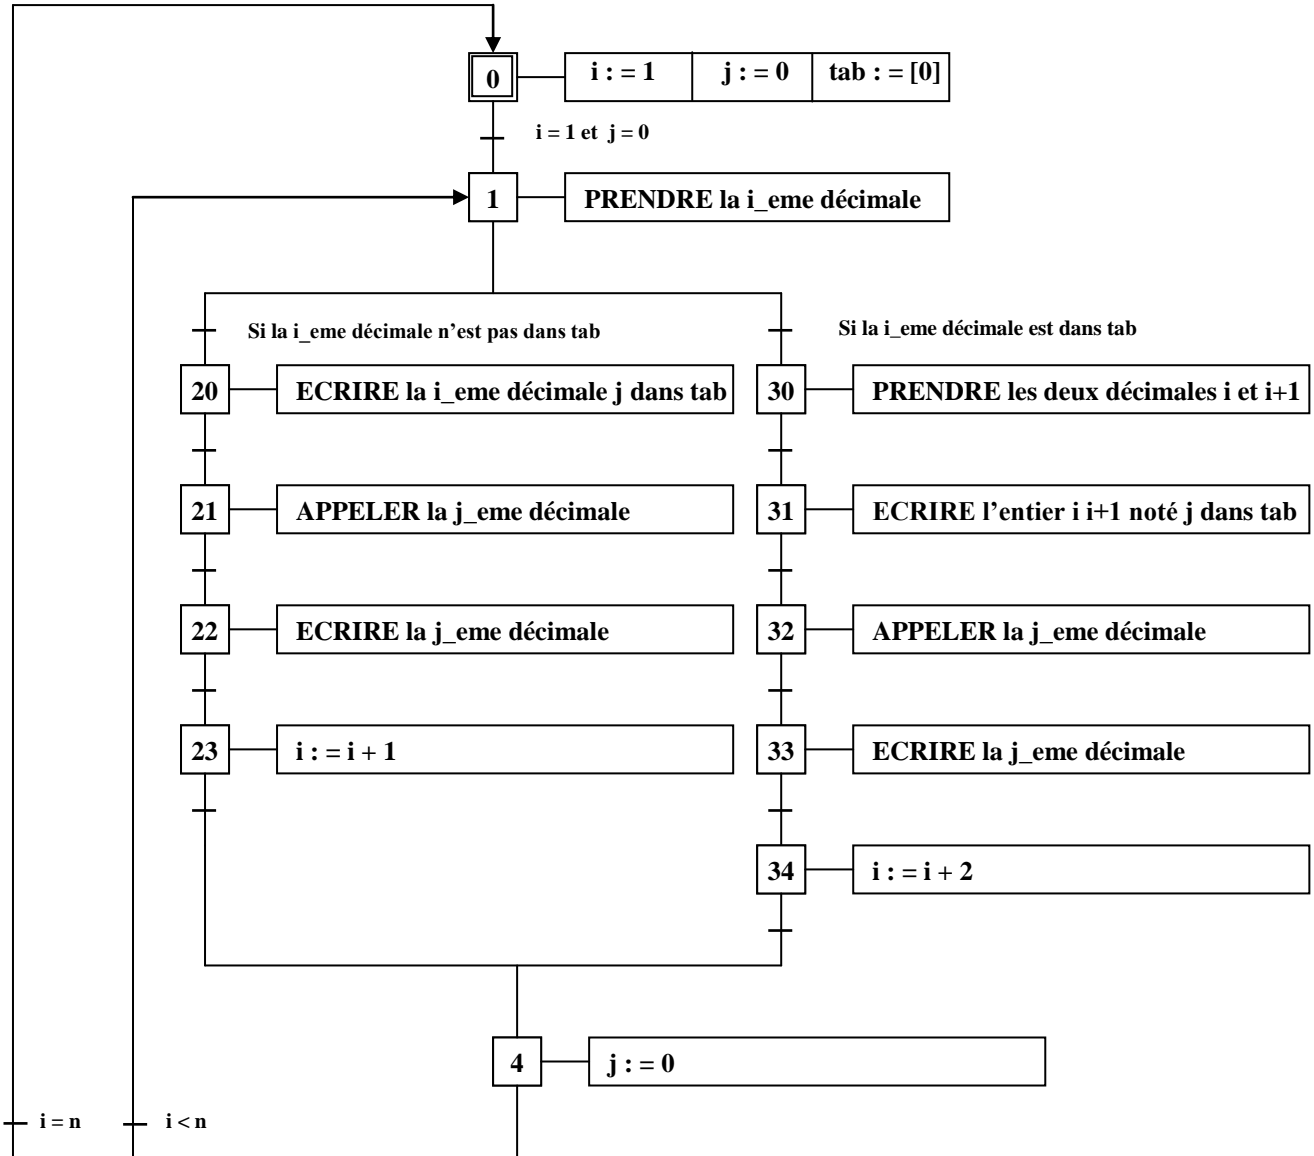 0
i : = 1
j : = 0
tab : = [0]
i = 1 et j = 0
1
PRENDRE la i_eme décimale
Si la i_eme décimale n’est pas dans tab
Si la i_eme décimale est dans tab
20
ECRIRE la i_eme décimale j dans tab
30
PRENDRE les deux décimales i et i+1
21
APPELER la j_eme décimale
31
ECRIRE l’entier i i+1 noté j dans tab
22
ECRIRE la j_eme décimale
32
APPELER la j_eme décimale
23
i : = i + 1
33
ECRIRE la j_eme décimale
34
i : = i + 2
4
j : = 0
i = n
i < n